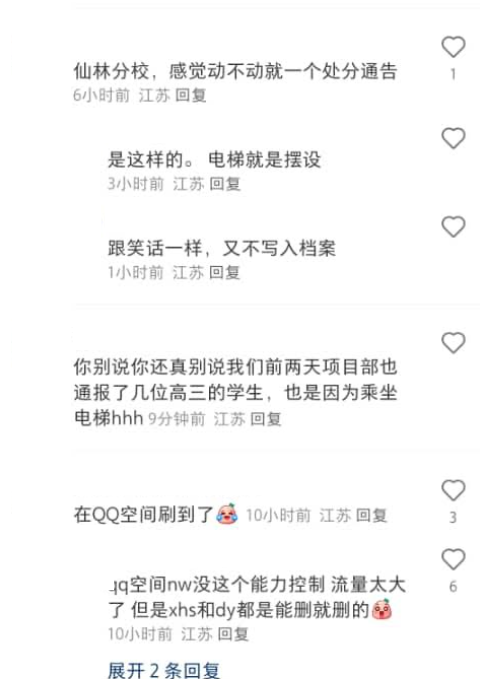 仙林分校，感觉动不动就一个处分通告
6小时前 江苏 回复
1
是这样的。 电梯就是摆设
3小时前 江苏 回复
跟笑话一样，又不写入档案
1小时前 江苏 回复
你别说你还真别说我们前两天项目部也
通报了几位高三的学生，也是因为乘坐
电梯hhh 9分钟前 江苏 回复
在QQ空间刷到了 10小时前 江苏 回复
3
qq空间nw没这个能力控制 流量太大
了 但是xhs和dy都是能删就删的
6
10小时前 江苏 回复
展开 2 条回复